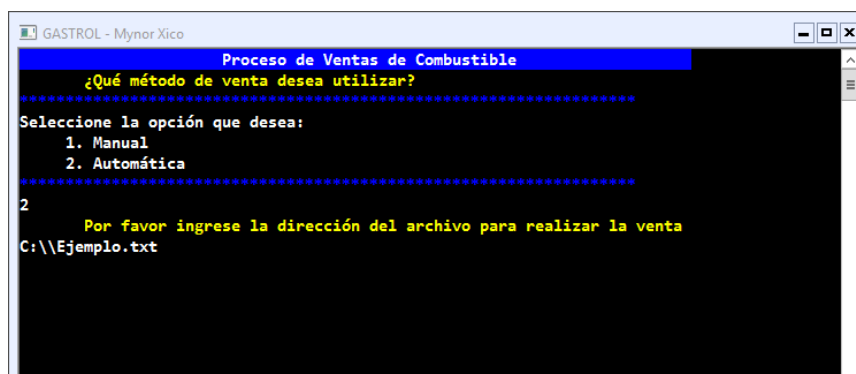 GASTROL - Mynor Xico
Proceso de Ventas de Combustible
¿Qué método de venta desea utilizar?
*******************************************************************
Seleccione la opción que desea:
1. Manual
2. Automática
*******************************************************************
2
Por favor ingrese la dirección del archivo para realizar la venta
C:\\Ejemplo.txt